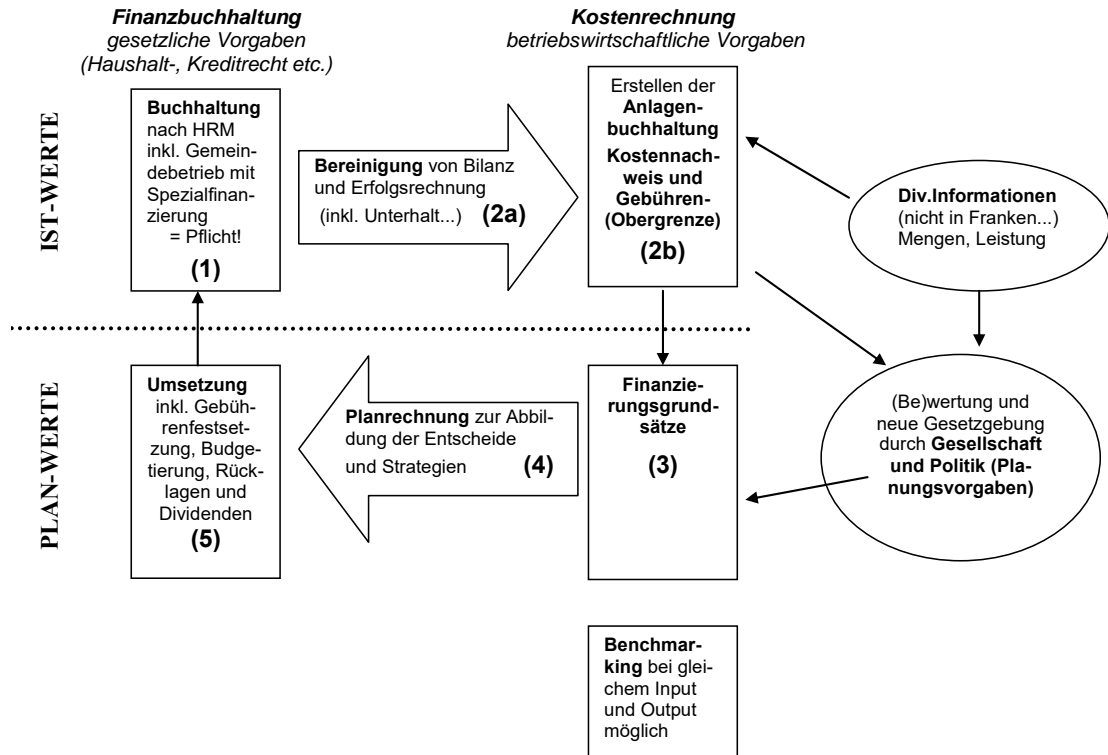 Finanzbuchhaltung
gesetzliche Vorgaben
(Haushalt-, Kreditrecht etc.)
Kostenrechnung
betriebswirtschaftliche Vorgaben
IST-WERTE
Buchhaltung
nach HRM
inkl. Gemein-
debetrieb mit
Spezialfinan-
zierung
= Pflicht!
(1)
Bereinigung von Bilanz
und Erfolgsrechnung
(inkl. Unterhalt...) (2a)
Erstellen der
Anlagen-
buchhaltung
Kostennach-
weis und
Gebühren-
(Obergrenze)
(2b)
Div.Informationen
(nicht in Franken...)
Mengen, Leistung
PLAN-WERTE
Umsetzung
inkl. Gebüh-
renfestset-
zung, Budge-
tierung, Rück-
lagen und
Dividenden
(5)
Planrechnung zur Abbil-
dung der Entscheide
und Strategien (4)
Finanzie-
rungsgrund-
sätze
(3)
(Be)wertung und
neue Gesetzgebung
durch Gesellschaft
und Politik (Pla-
nungsvorgaben)
Benchmar-
king bei glei-
chem Input
und Output
möglich